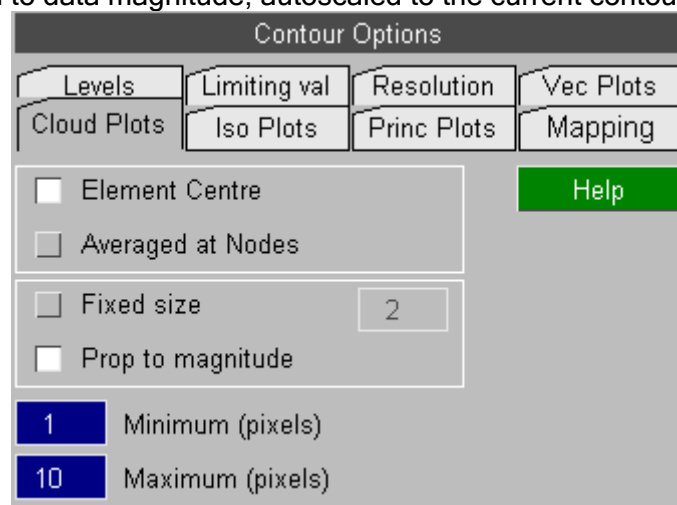 to data magnitude, autoscaled to the current contou
Contour Options
Levels Limiting val Resolution Vec Plots
Cloud Plots Iso Plots Princ Plots Mapping
Element Centre Help
Averaged at Nodes
Fixed size 2
Prop to magnitude
1 Minimum (pixels)
10 Maximum (pixels)